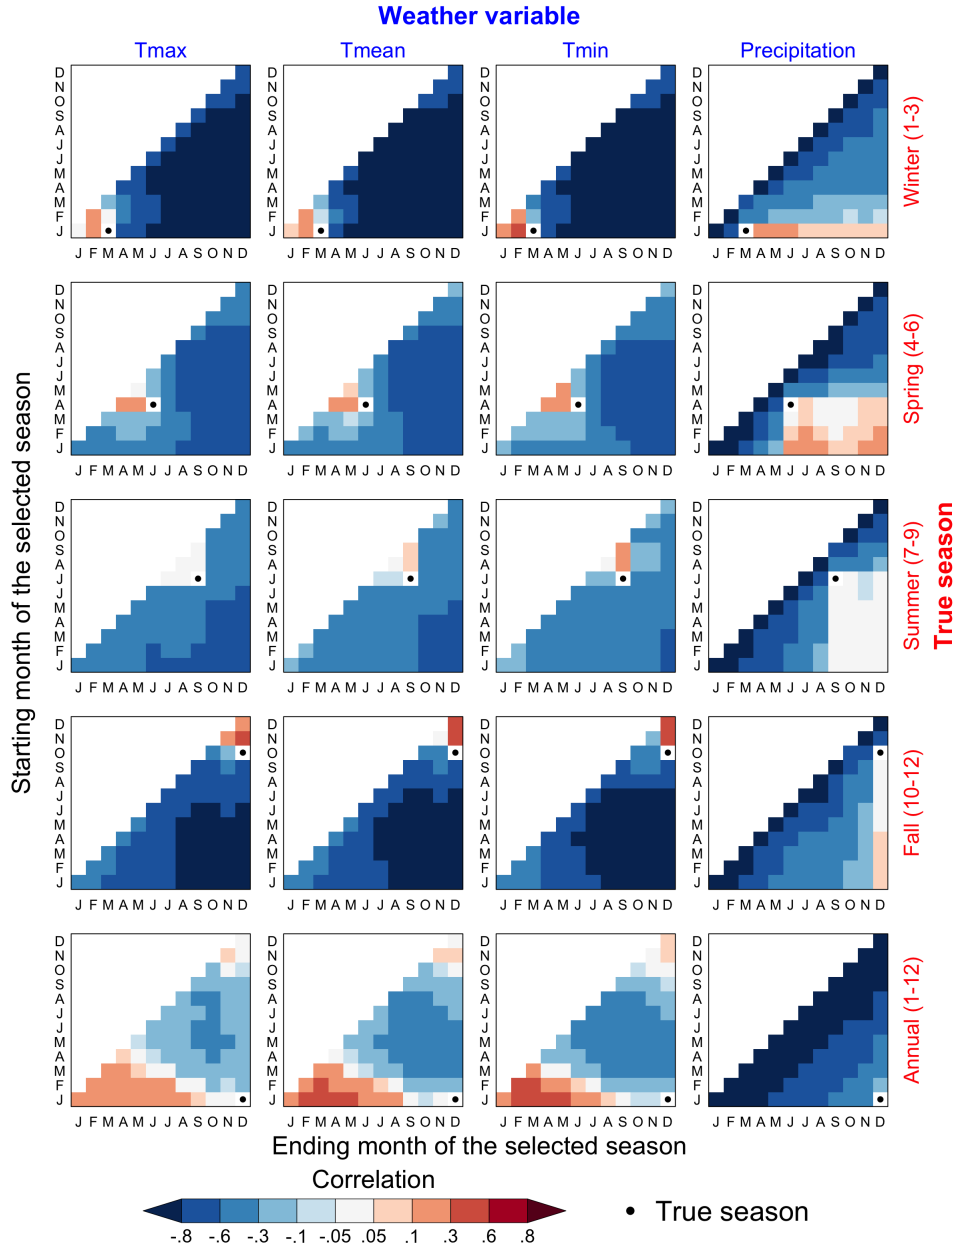 Weather variable
Tmax Tmean Tmin Precipitation
Starting month of the selected season
True season
D
N
O
S
A
J
J
M
A
M
F
J
J F M A M J J A S O N D
D
N
O
S
A
J
J
M
A
M
F
J
J F M A M J J A S O N D
D
N
O
S
A
J
J
M
A
M
F
J
J F M A M J J A S O N D
D
N
O
S
A
J
J
M
A
M
F
J
J F M A M J J A S O N D
Winter (1-3)
D
N
O
S
A
J
J
M
A
M
F
J
J F M A M J J A S O N D
D
N
O
S
A
J
J
M
A
M
F
J
J F M A M J J A S O N D
D
N
O
S
A
J
J
M
A
M
F
J
J F M A M J J A S O N D
D
N
O
S
A
J
J
M
A
M
F
J
J F M A M J J A S O N D
Spring (4-6)
D
N
O
S
A
J
J
M
A
M
F
J
J F M A M J J A S O N D
D
N
O
S
A
J
J
M
A
M
F
J
J F M A M J J A S O N D
D
N
O
S
A
J
J
M
A
M
F
J
J F M A M J J A S O N D
D
N
O
S
A
J
J
M
A
M
F
J
J F M A M J J A S O N D
Summer (7-9)
D
N
O
S
A
J
J
M
A
M
F
J
J F M A M J J A S O N D
D
N
O
S
A
J
J
M
A
M
F
J
J F M A M J J A S O N D
D
N
O
S
A
J
J
M
A
M
F
J
J F M A M J J A S O N D
D
N
O
S
A
J
J
M
A
M
F
J
J F M A M J J A S O N D
Fall (10-12)
D
N
O
S
A
J
J
M
A
M
F
J
J F M A M J J A S O N D
D
N
O
S
A
J
J
M
A
M
F
J
J F M A M J J A S O N D
D
N
O
S
A
J
J
M
A
M
F
J
J F M A M J J A S O N D
D
N
O
S
A
J
J
M
A
M
F
J
J F M A M J J A S O N D
Annual (1-12)
Ending month of the selected season
Correlation
-.8 -.6 -.3 -.1 -.05 .05 .1 .3 .6 .8
True season